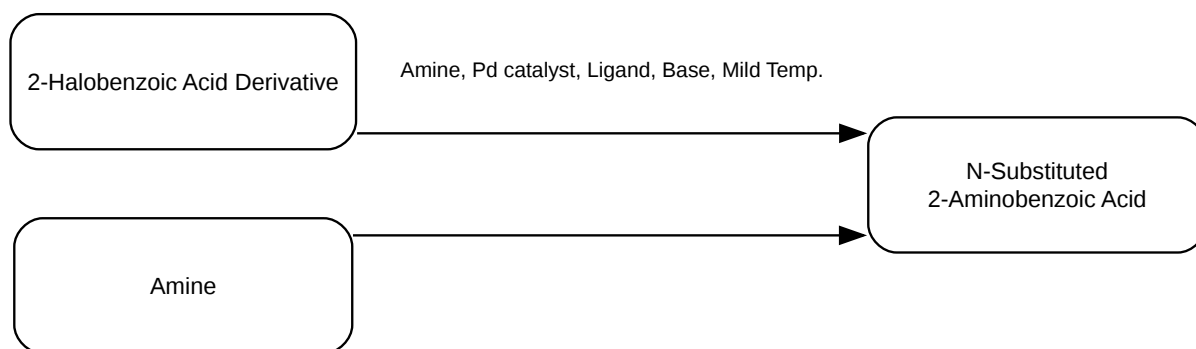 2-Halobenzoic Acid Derivative
Amine, Pd catalyst, Ligand, Base, Mild Temp.
N-Substituted
2-Aminobenzoic Acid
Amine